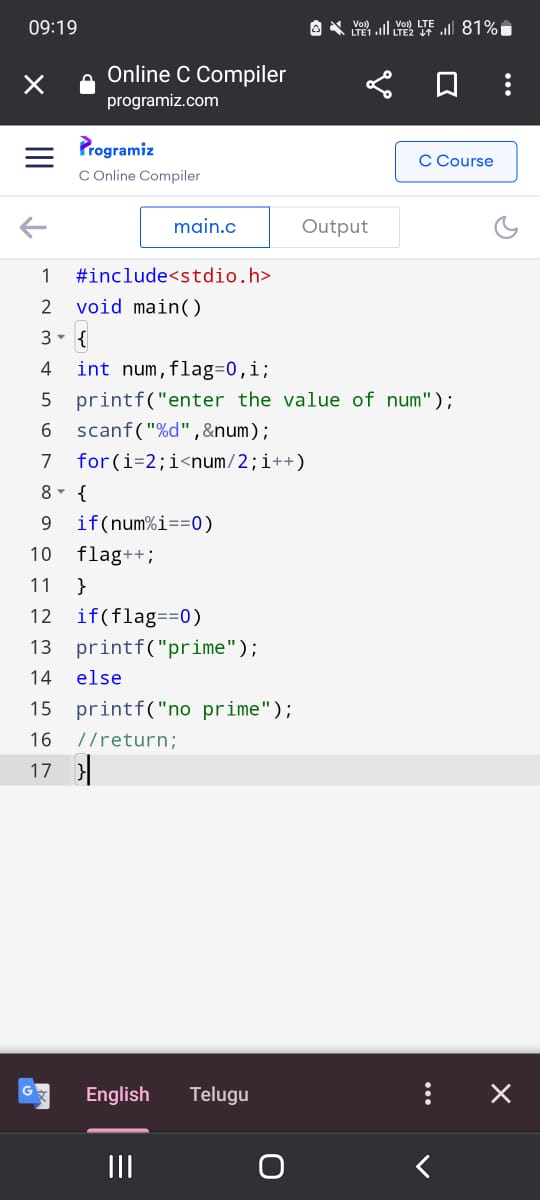 09:19 Vo)) LTE1 Vo)) LTE LTE2 81%
Online C Compiler
programiz.com
Programiz
C Online Compiler
C Course
main.c Output
1 #include<stdio.h>
2 void main()
3 {
4 int num,flag=0,i;
5 printf("enter the value of num");
6 scanf("%d",&num);
7 for(i=2;i<num/2;i++)
8 {
9 if(num%i==0)
10 flag++;
11 }
12 if(flag==0)
13 printf("prime");
14 else
15 printf("no prime");
16 //return;
17 }
G 文 English Telugu